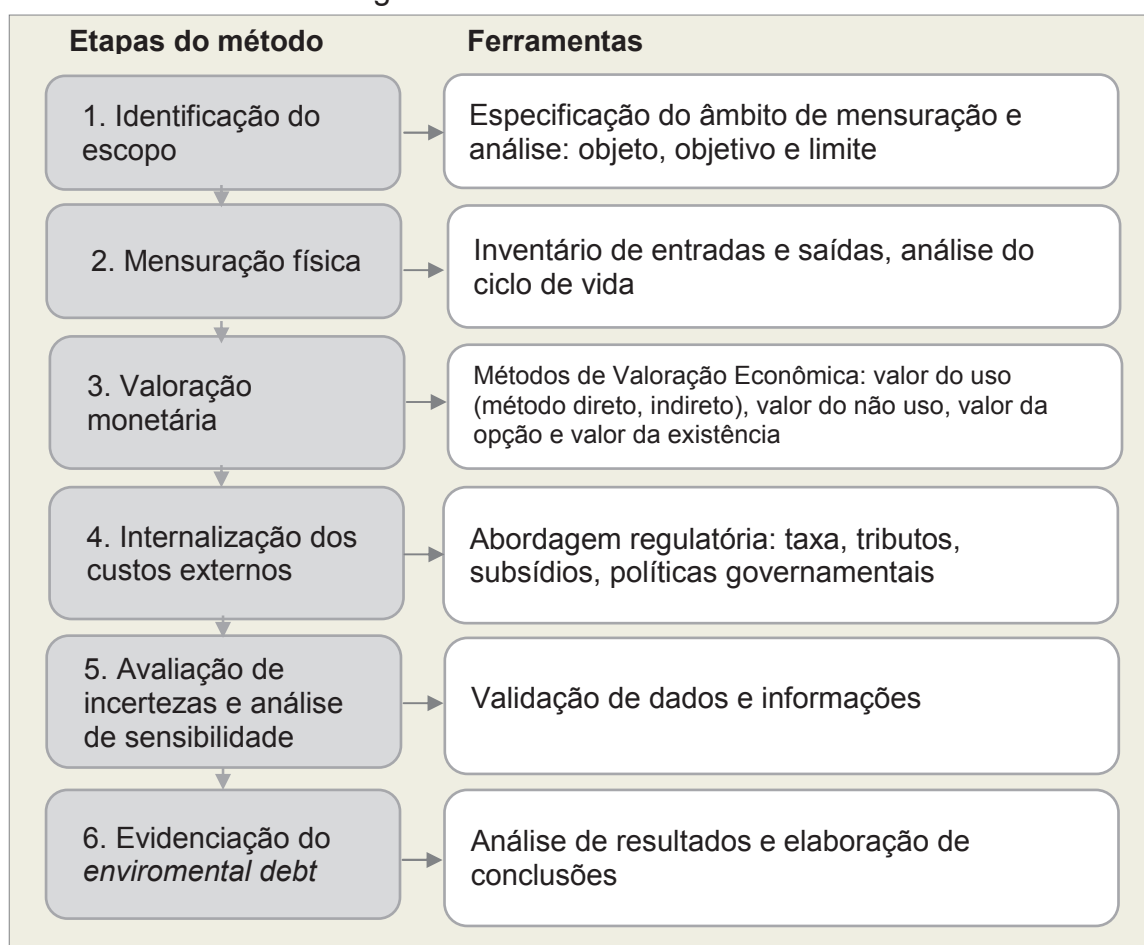 Etapas do método
Ferramentas
1. Identificação do
escopo
Especificação do âmbito de mensuração e
análise: objeto, objetivo e limite
2. Mensuração física
Inventário de entradas e saídas, análise do
ciclo de vida
3. Valoração
monetária
Métodos de Valoração Econômica: valor do uso
(método direto, indireto), valor do não uso, valor da
opção e valor da existência
4. Internalização dos
custos externos
Abordagem regulatória: taxa, tributos,
subsídios, políticas governamentais
5. Avaliação de
incertezas e análise
de sensibilidade
Validação de dados e informações
6. Evidenciação do
enviromental debt
Análise de resultados e elaboração de
conclusões